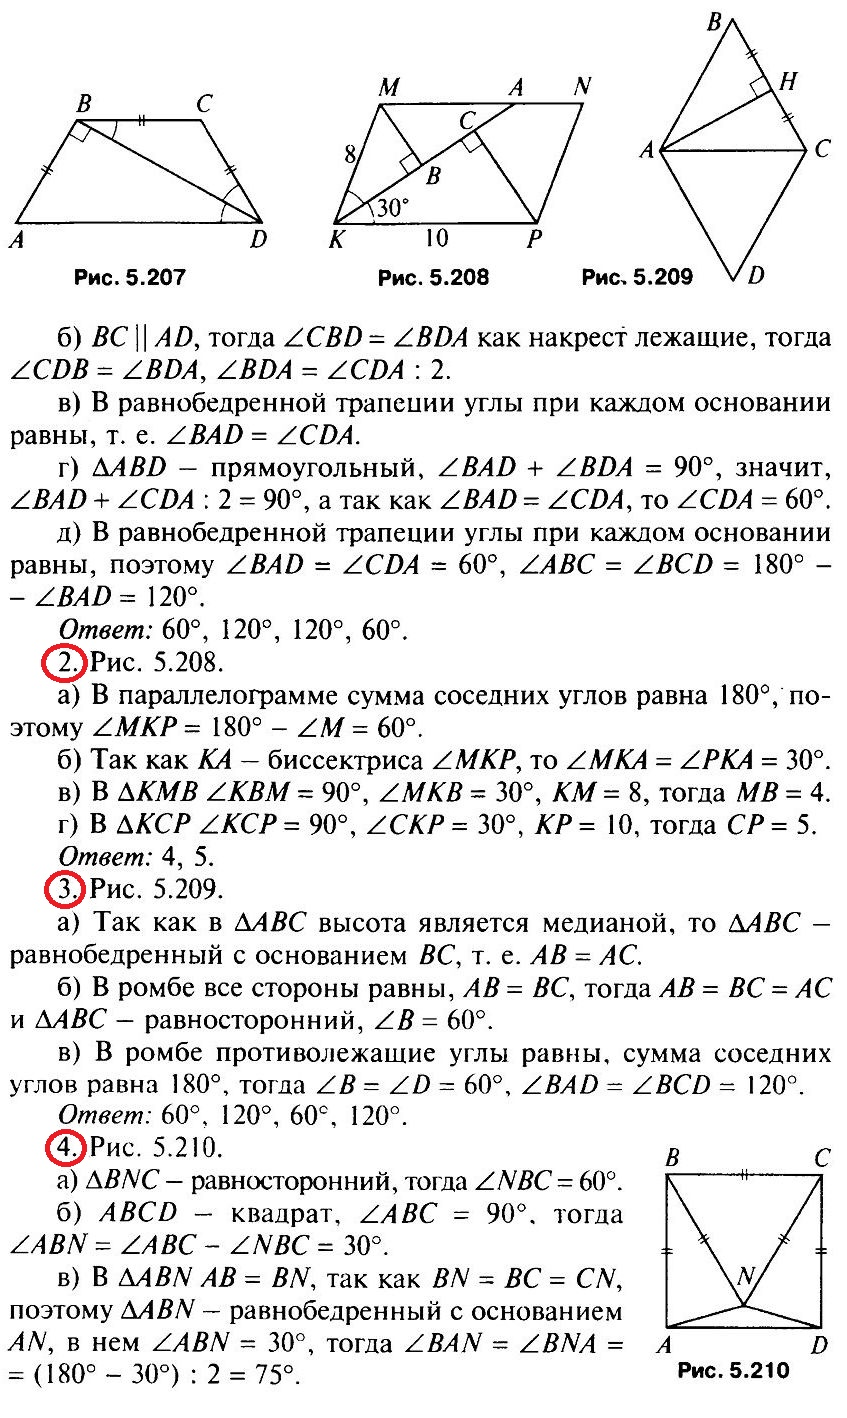 B C
A D
Рис. 5.207
M A N
C
8
B
30°
K 10 P
Рис. 5.208
B
H
A C
D
Рис. 5.209
б) BC || AD, тогда ∠CBD = ∠BDA как накрест лежащие, тогда
∠CDB = ∠BDA, ∠BDA = ∠CDA : 2.
в) В равнобедренной трапеции углы при каждом основании
равны, т. е. ∠BAD = ∠CDA.
г) ΔABD – прямоугольный, ∠BAD + ∠BDA = 90°, значит,
∠BAD + ∠CDA : 2 = 90°, а так как ∠BAD = ∠CDA, то ∠CDA = 60°.
д) В равнобедренной трапеции углы при каждом основании
равны, поэтому ∠BAD = ∠CDA = 60°, ∠ABC = ∠BCD = 180° –
– ∠BAD = 120°.
Ответ: 60°, 120°, 120°, 60°.
2. Рис. 5.208.
а) В параллелограмме сумма соседних углов равна 180°, по-
этому ∠MKP = 180° – ∠M = 60°.
б) Так как KA – биссектриса ∠MKP, то ∠MKA = ∠PKA = 30°.
в) В ΔKMB ∠KBM = 90°, ∠MKB = 30°, KM = 8, тогда MB = 4.
г) В ΔKCP ∠KCP = 90°, ∠CKP = 30°, KP = 10, тогда CP = 5.
Ответ: 4, 5.
3. Рис. 5.209.
а) Так как в ΔABC высота является медианой, то ΔABC –
равнобедренный с основанием BC, т. е. AB = AC.
б) В ромбе все стороны равны, AB = BC, тогда AB = BC = AC
и ΔABC – равносторонний, ∠B = 60°.
в) В ромбе противолежащие углы равны, сумма соседних
углов равна 180°, тогда ∠B = ∠D = 60°, ∠BAD = ∠BCD = 120°.
Ответ: 60°, 120°, 60°, 120°.
4. Рис. 5.210.
а) ΔBNC – равносторонний, тогда ∠NBC = 60°.
б) ABCD – квадрат, ∠ABC = 90°, тогда
∠ABN = ∠ABC – ∠NBC = 30°.
в) В ΔABN AB = BN, так как BN = BC = CN,
поэтому ΔABN – равнобедренный с основанием
AN, в нем ∠ABN = 30°, тогда ∠BAN = ∠BNA =
= (180° – 30°) : 2 = 75°.
B C
N
A D
Рис. 5.210